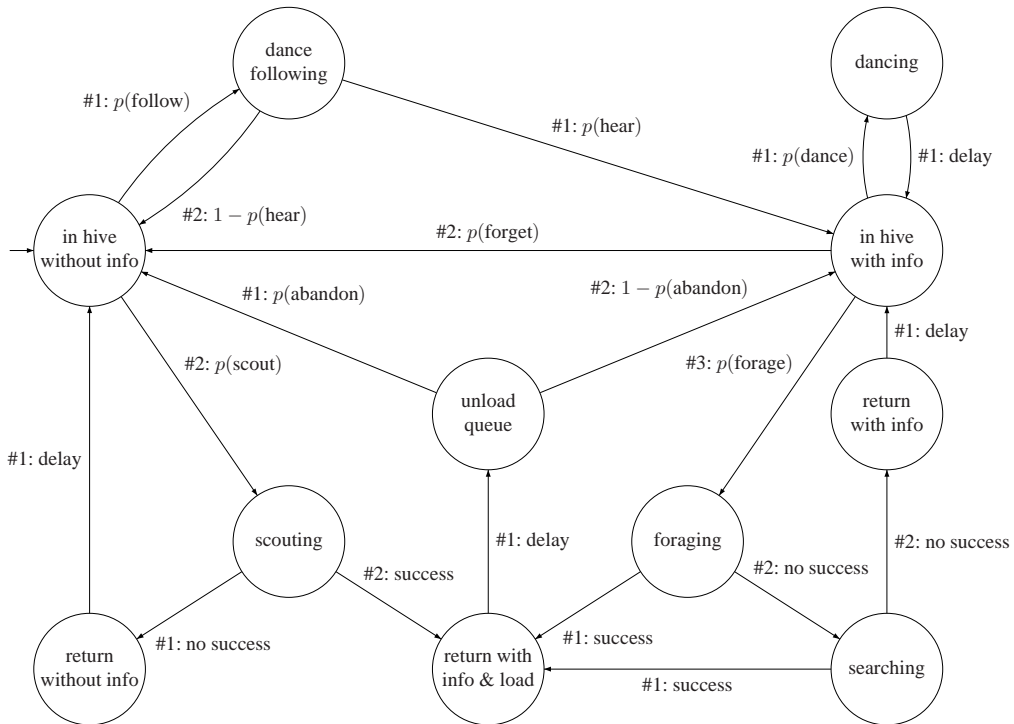 dance
following
dancing
#1: p(follow)
#1: p(hear)
#1: p(dance)
#1: delay
#2: 1 − p(hear)
in hive
without info
#2: p(forget)
in hive
with info
#1: p(abandon)
#2: 1 − p(abandon)
#1: delay
#2: p(scout)
#3: p(forage)
unload
queue
return
with info
#1: delay
scouting
#1: delay
foraging
#2: no success
#2: success
#2: no success
#1: no success
#1: success
return
without info
return with
info & load
searching
#1: success